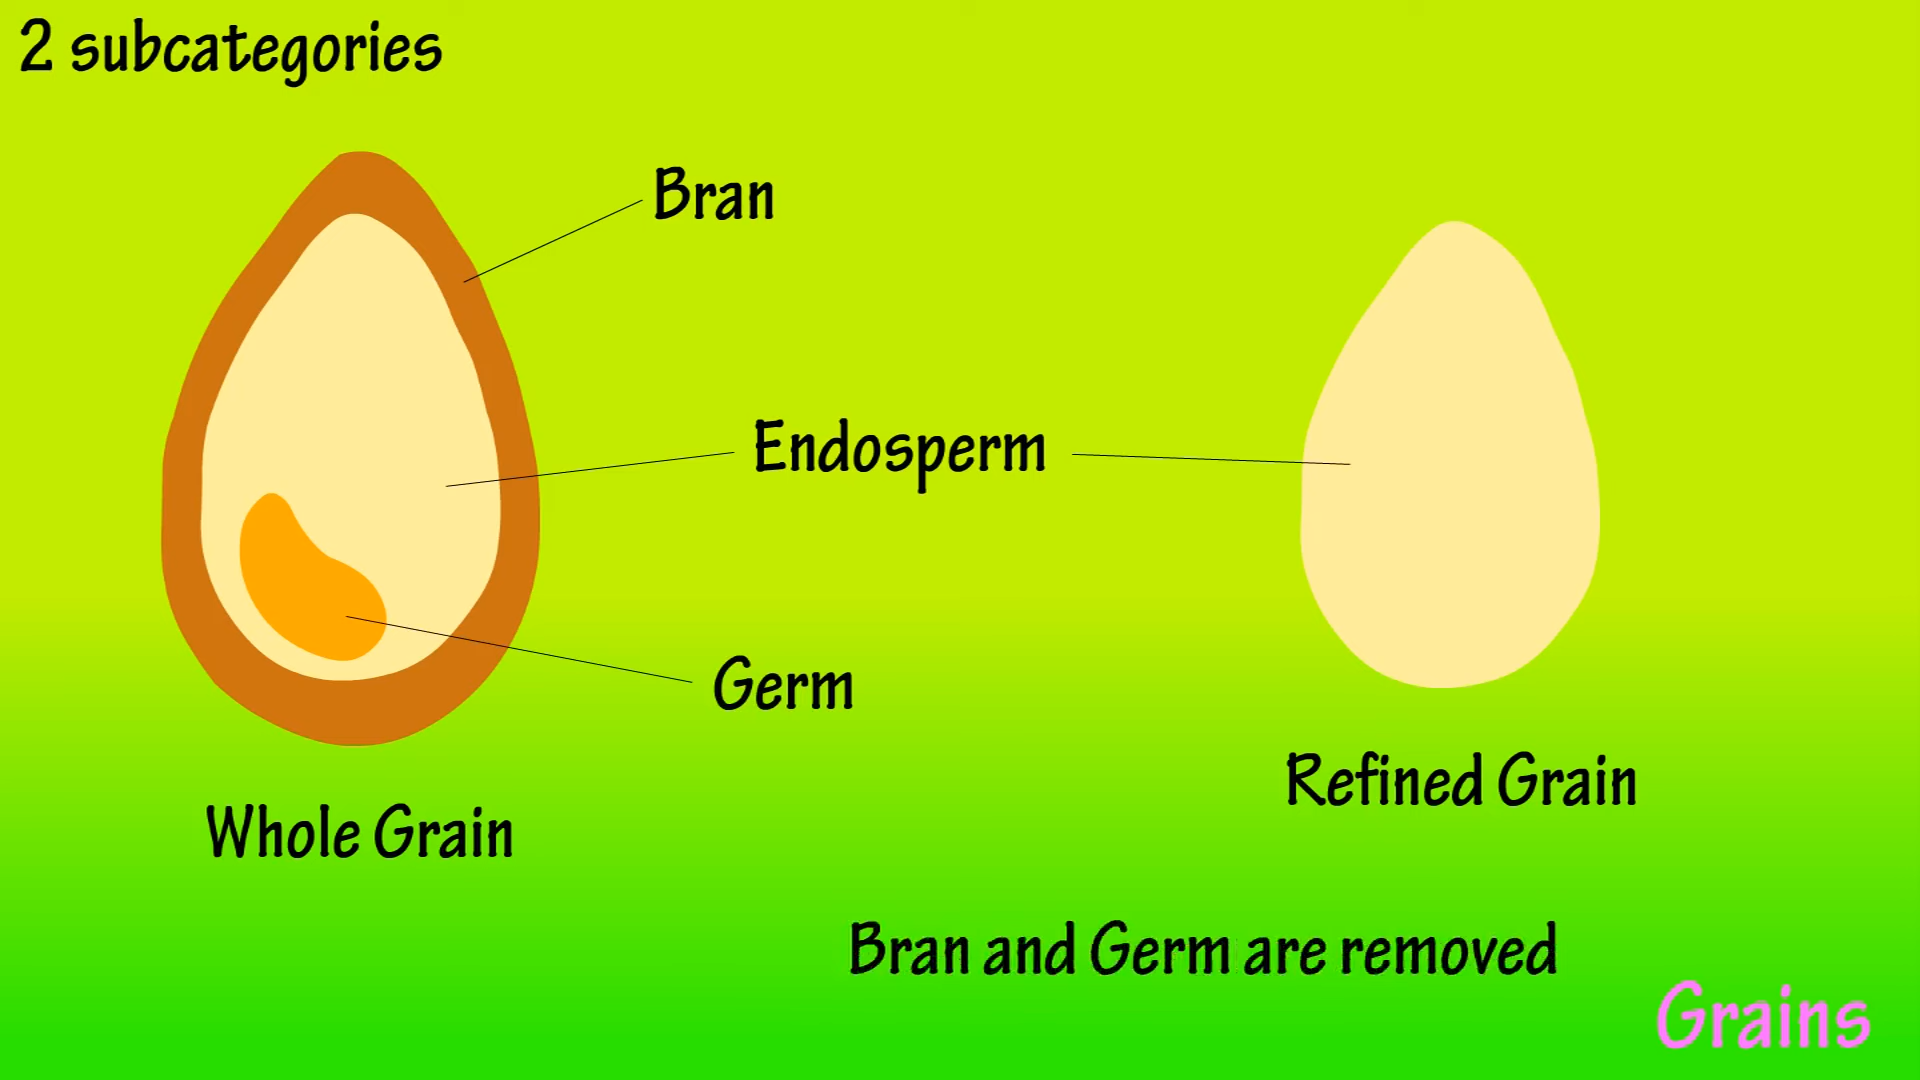 2 subcategories
Bran
Endosperm
Germ
Whole Grain
Refined Grain
Bran and Germ are removed
Grains